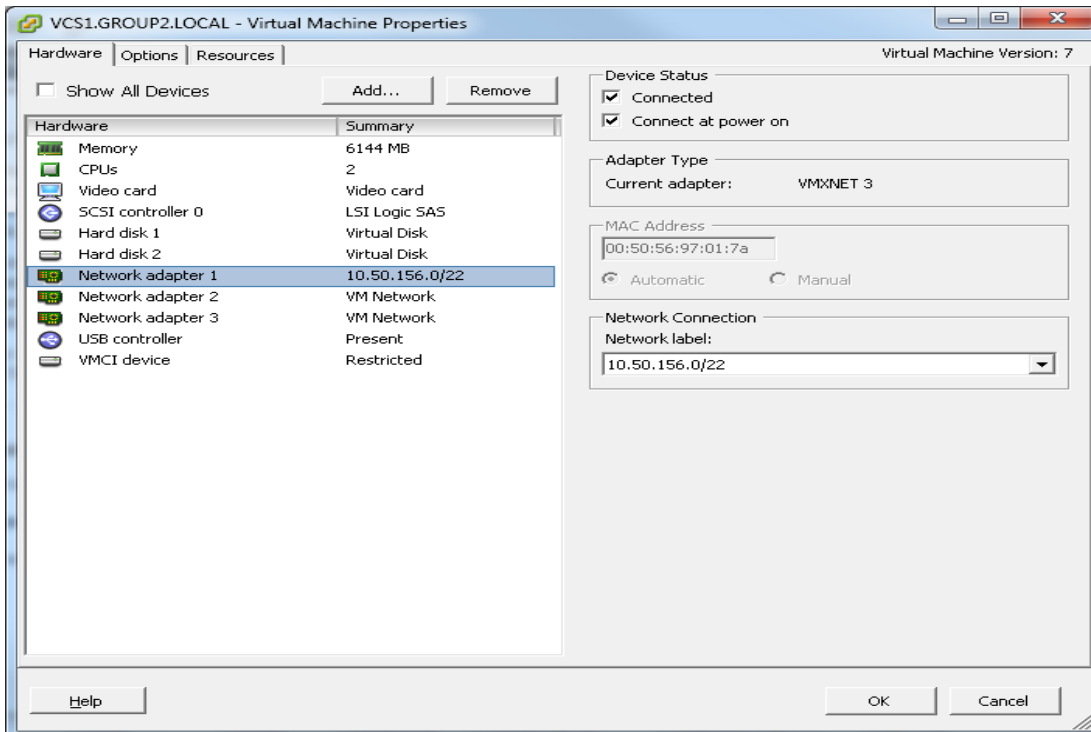 VCS1.GROUP2.LOCAL - Virtual Machine Properties
Hardware Options Resources Virtual Machine Version: 7
Show All Devices Add... Remove
Hardware Summary
Memory 6144 MB
CPUs 2
Video card Video card
SCSI controller 0 LSI Logic SAS
Hard disk 1 Virtual Disk
Hard disk 2 Virtual Disk
Network adapter 1 10.50.156.0/22
Network adapter 2 VM Network
Network adapter 3 VM Network
USB controller Present
VMCI device Restricted
Device Status
Connected
Connect at power on
Adapter Type
Current adapter: VMXNET 3
MAC Address
00:50:56:97:01:7a
Automatic Manual
Network Connection
Network label:
10.50.156.0/22
Help OK Cancel